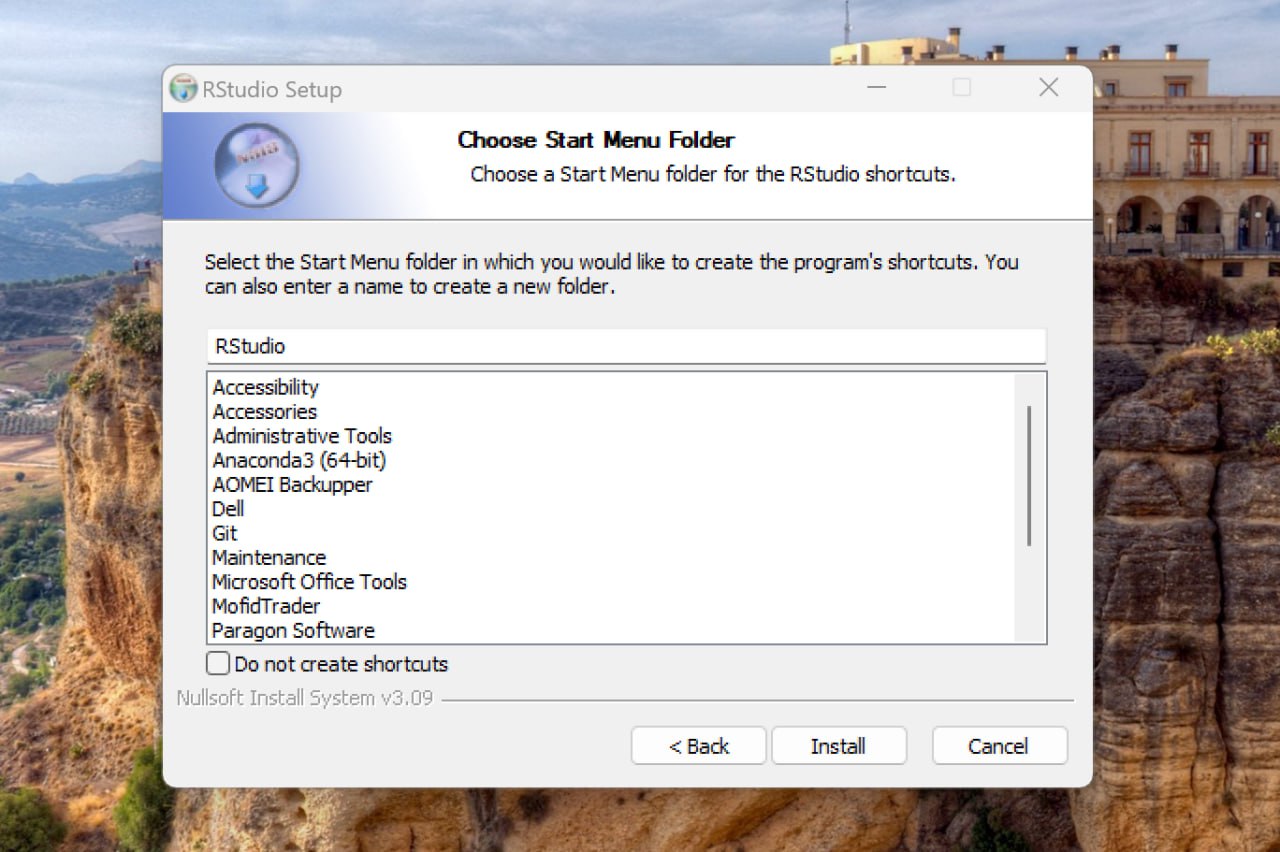 RStudio Setup
Choose Start Menu Folder
Choose a Start Menu folder for the RStudio shortcuts.
Select the Start Menu folder in which you would like to create the program's shortcuts. You
can also enter a name to create a new folder.
RStudio
Accessibility
Accessories
Administrative Tools
Anaconda3 (64-bit)
AOMEI Backupper
Dell
Git
Maintenance
Microsoft Office Tools
MofidTrader
Paragon Software
Do not create shortcuts
Nullsoft Install System v3.09
< Back
Install
Cancel